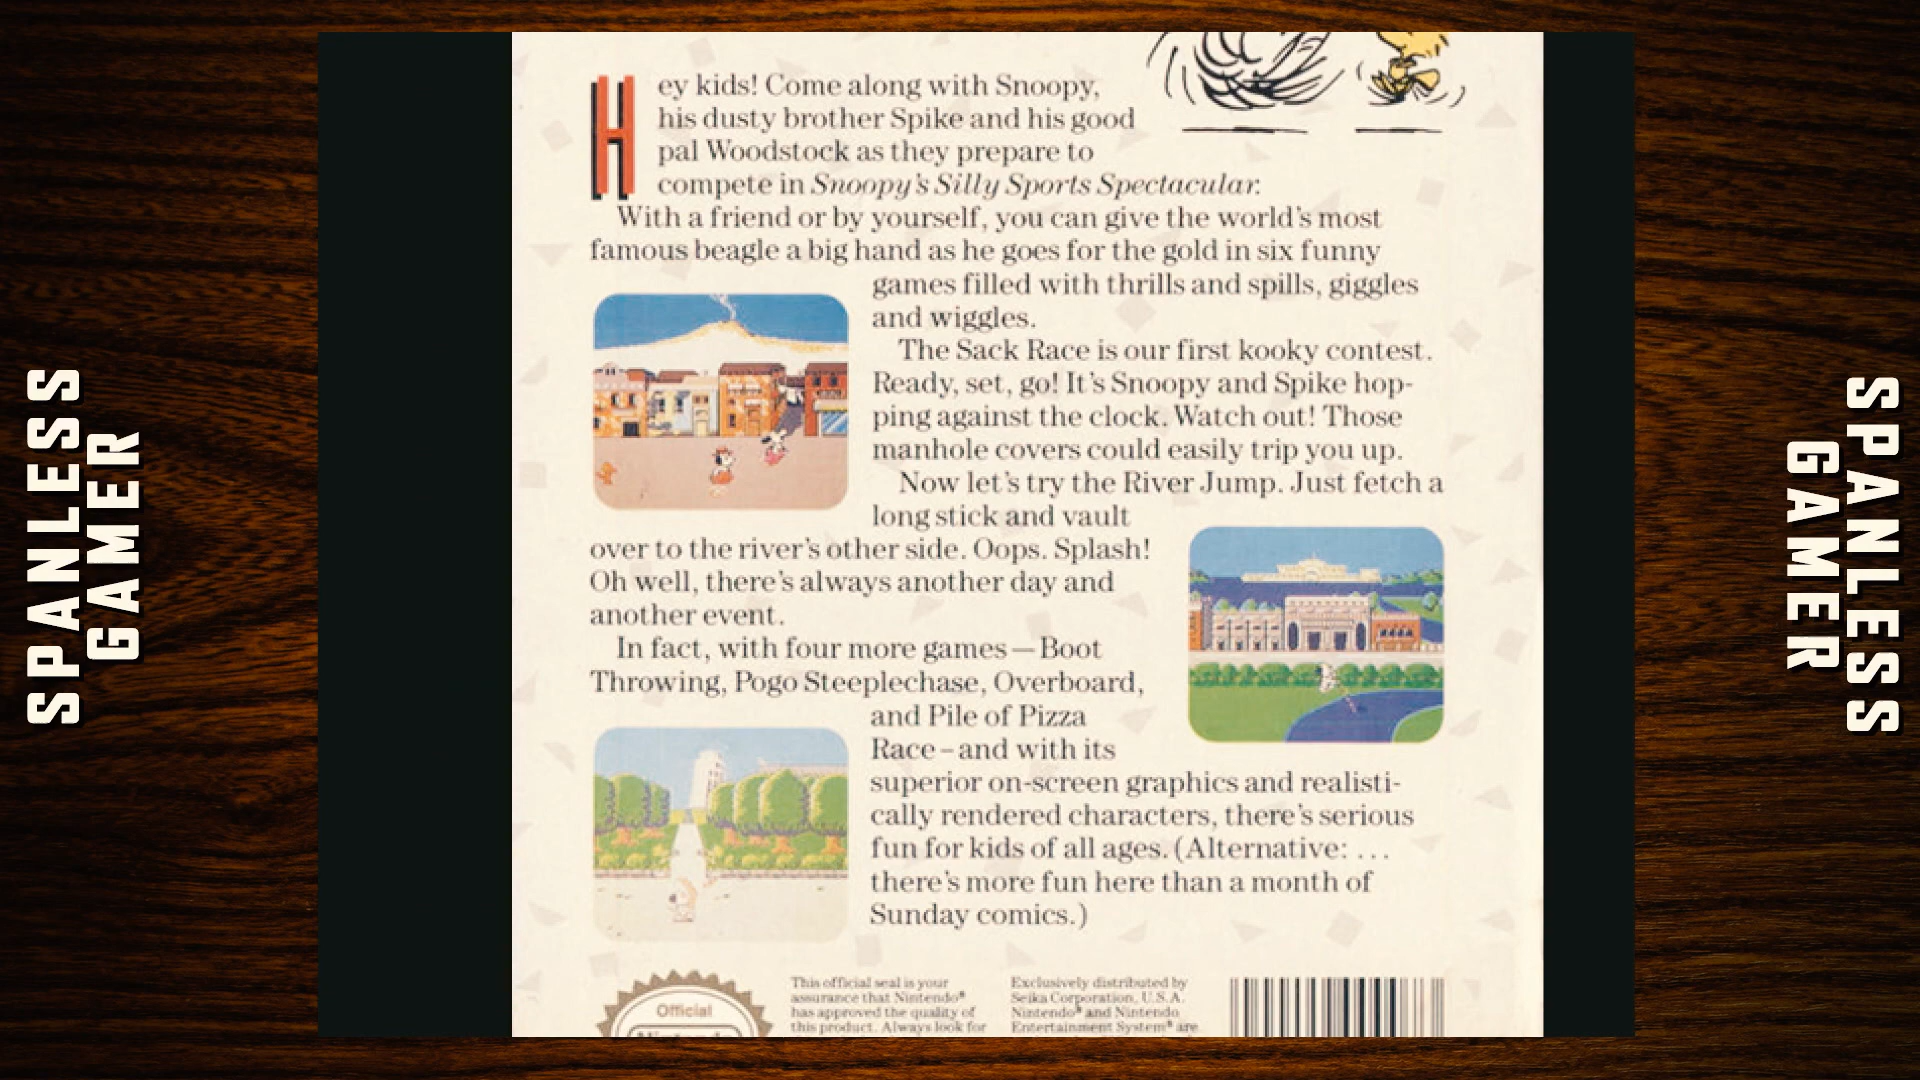 SPANLESS
GAMER
Hey kids! Come along with Snoopy,
his dusty brother Spike and his good
pal Woodstock as they prepare to
compete in Snoopy's Silly Sports Spectacular.
With a friend or by yourself, you can give the world's most
famous beagle a big hand as he goes for the gold in six funny
games filled with thrills and spills, giggles
and wiggles.
The Sack Race is our first kooky contest.
Ready, set, go! It's Snoopy and Spike hop-
ping against the clock. Watch out! Those
manhole covers could easily trip you up.
Now let's try the River Jump. Just fetch a
long stick and vault
over to the river's other side. Oops. Splash!
Oh well, there's always another day and
another event.
In fact, with four more games—Boot
Throwing, Pogo Steeplechase, Overboard,
and Pile of Pizza
Race – and with its
superior on-screen graphics and realisti-
cally rendered characters, there's serious
fun for kids of all ages. (Alternative: ...
there's more fun here than a month of
Sunday comics.)
Official
This official seal is your
assurance that Nintendo®
has approved the quality of
this product. Always look for
Exclusively distributed by
Seika Corporation, U.S.A.
Nintendo® and Nintendo
Entertainment System® are
SPANLESS
GAMER